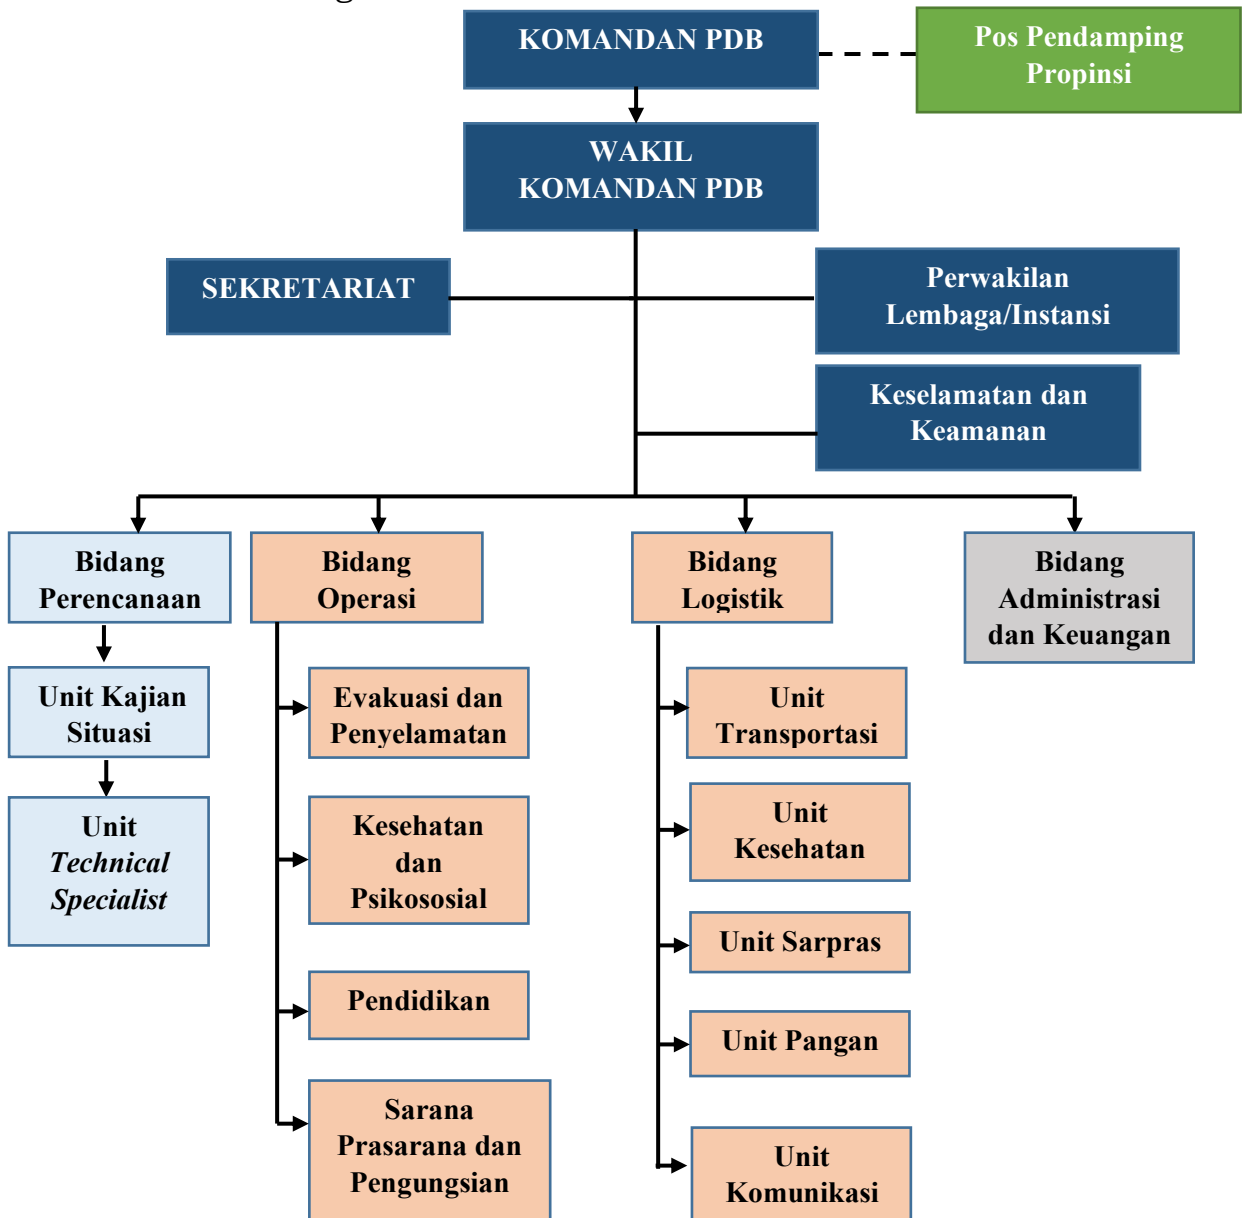 KOMANDAN PDB
Pos Pendamping
Propinsi
WAKIL
KOMANDAN PDB
SEKRETARIAT
Perwakilan
Lembaga/Instansi
Keselamatan dan
Keamanan
Bidang
Perencanaan
Bidang
Operasi
Bidang
Logistik
Bidang
Administrasi
dan Keuangan
Unit Kajian
Situasi
Unit
Technical
Specialist
Evakuasi dan
Penyelamatan
Kesehatan
dan
Psikososial
Pendidikan
Sarana
Prasarana dan
Pengungsian
Unit
Transportasi
Unit
Kesehatan
Unit Sarpras
Unit Pangan
Unit
Komunikasi